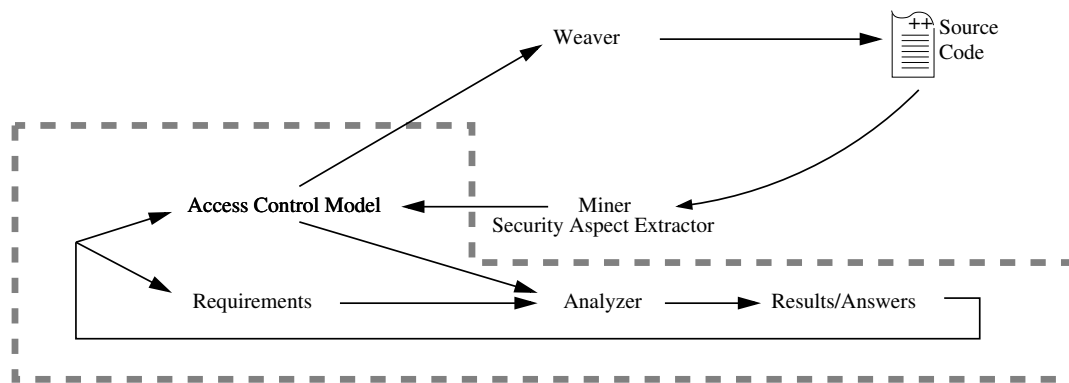 Weaver
++ Source
Code
Access Control Model
Miner
Security Aspect Extractor
Requirements
Analyzer
Results/Answers